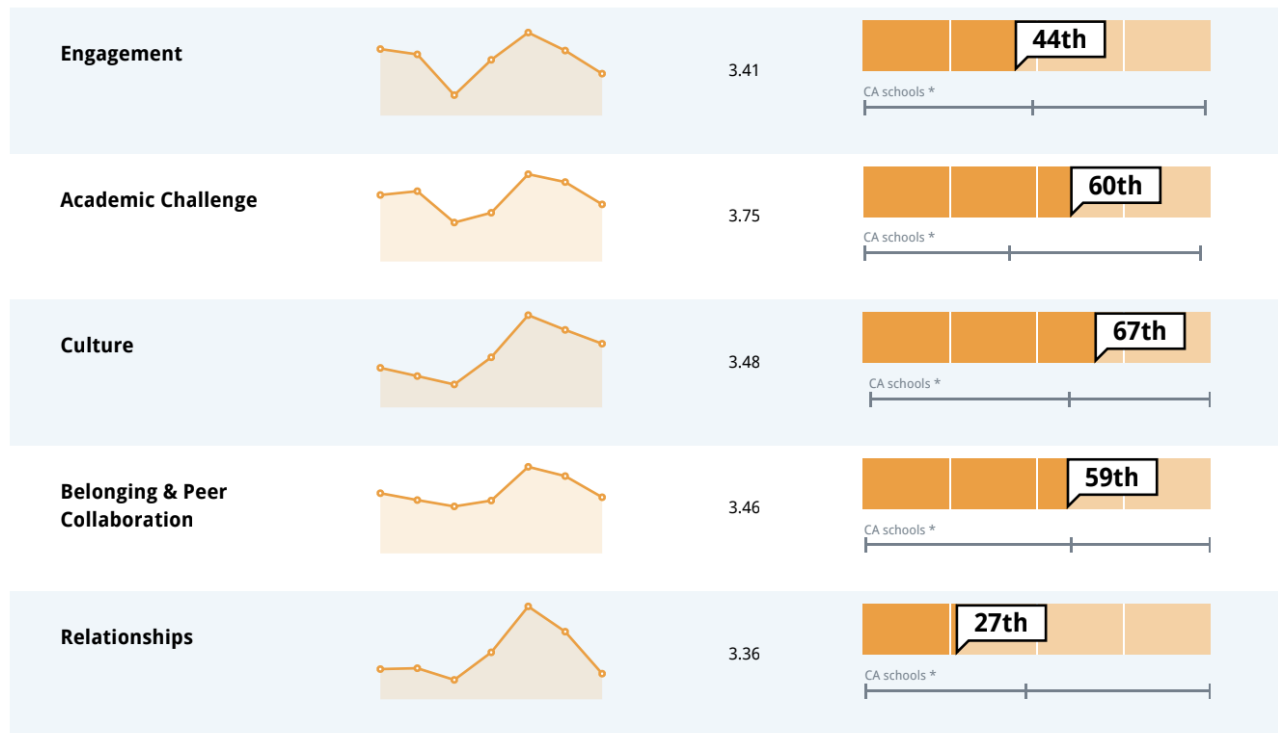 Engagement
3.41
44th
CA schools *
Academic Challenge
3.75
60th
CA schools *
Culture
3.48
67th
CA schools *
Belonging & Peer
Collaboration
3.46
59th
CA schools *
Relationships
3.36
27th
CA schools *